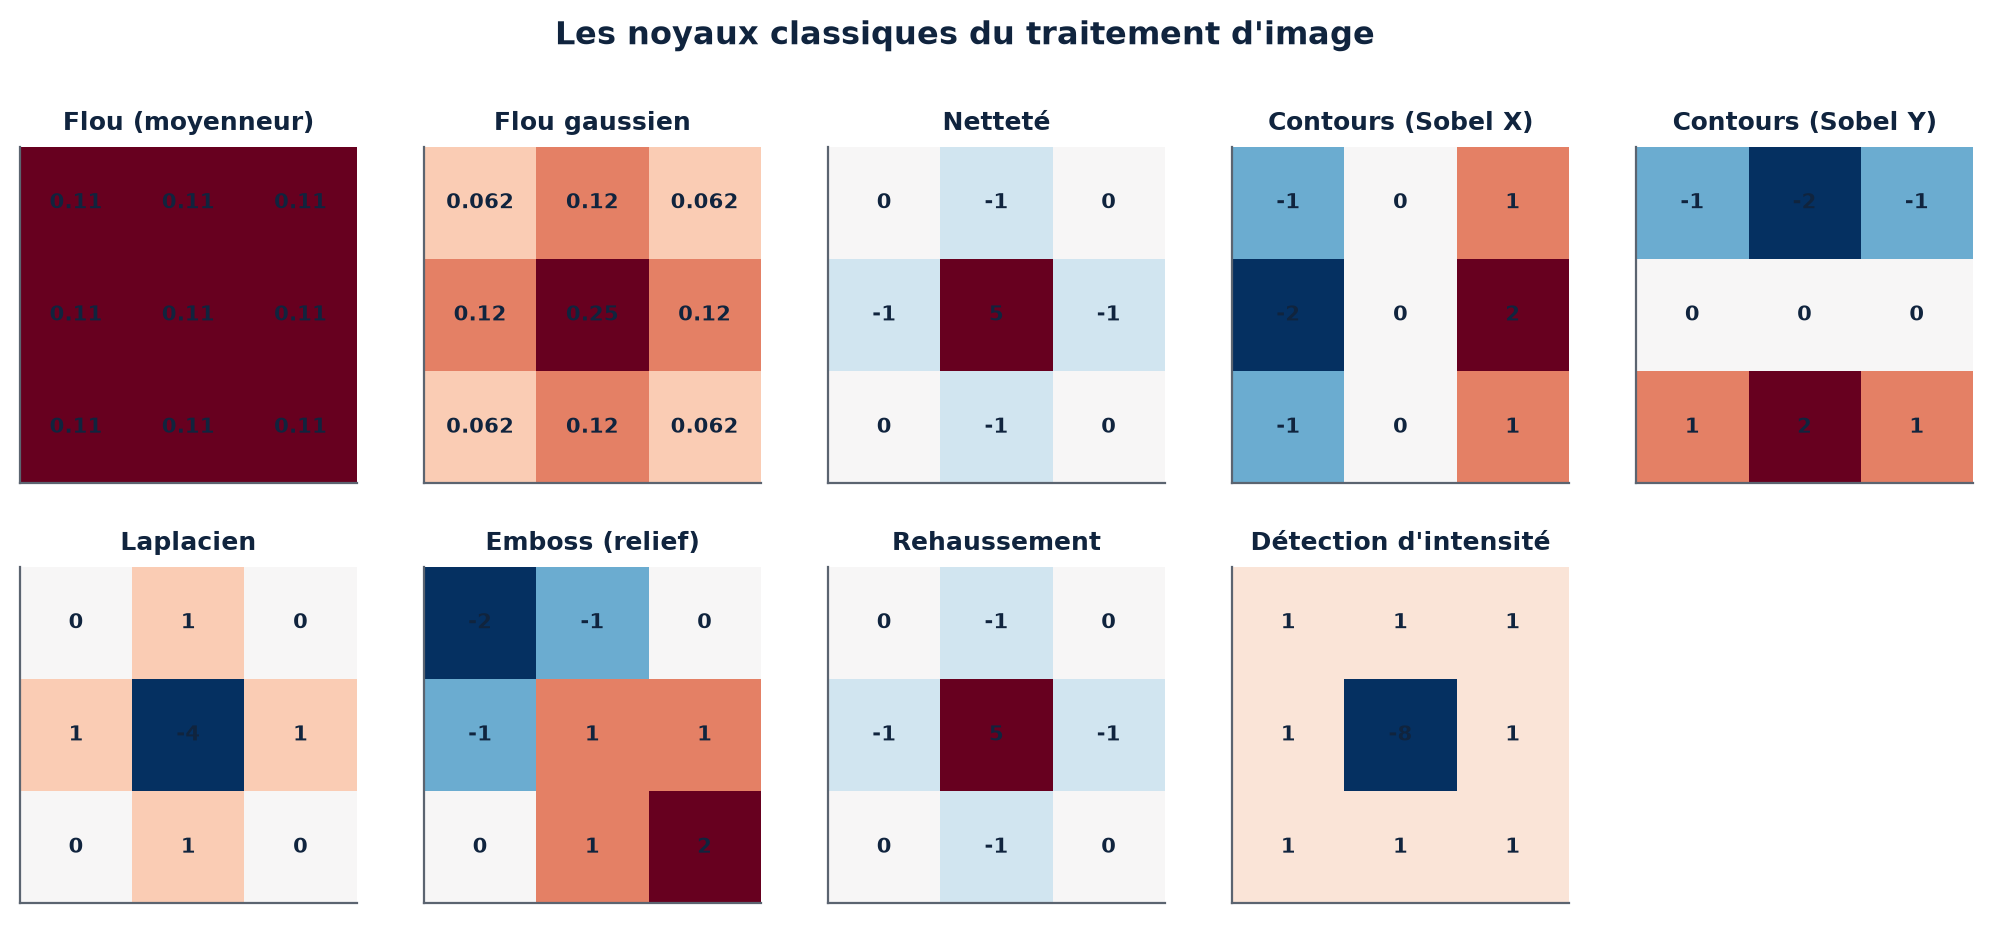 Les noyaux classiques du traitement d'image
Flou (moyenneur)
0.11 0.11 0.11
0.11 0.11 0.11
0.11 0.11 0.11
Flou gaussien
0.062 0.12 0.062
0.12 0.25 0.12
0.062 0.12 0.062
Netteté
0 -1 0
-1 5 -1
0 -1 0
Contours (Sobel X)
-1 0 1
-2 0 2
-1 0 1
Contours (Sobel Y)
-1 -2 -1
0 0 0
1 2 1
Laplacien
0 1 0
1 -4 1
0 1 0
Emboss (relief)
-2 -1 0
-1 1 1
0 1 2
Rehaussement
0 -1 0
-1 5 -1
0 -1 0
Détection d'intensité
1 1 1
1 -8 1
1 1 1